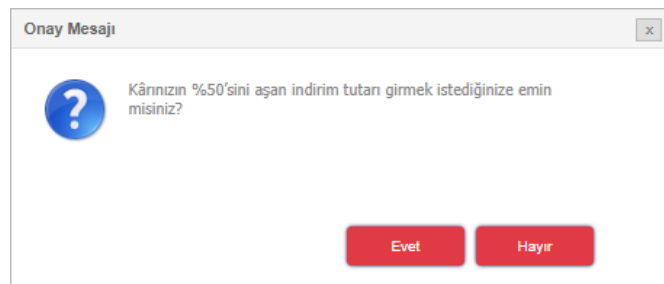 Onay Mesajı
x
Kârınızın %50'sini aşan indirim tutarı girmek istediğinize emin
misiniz?
Evet
Hayır